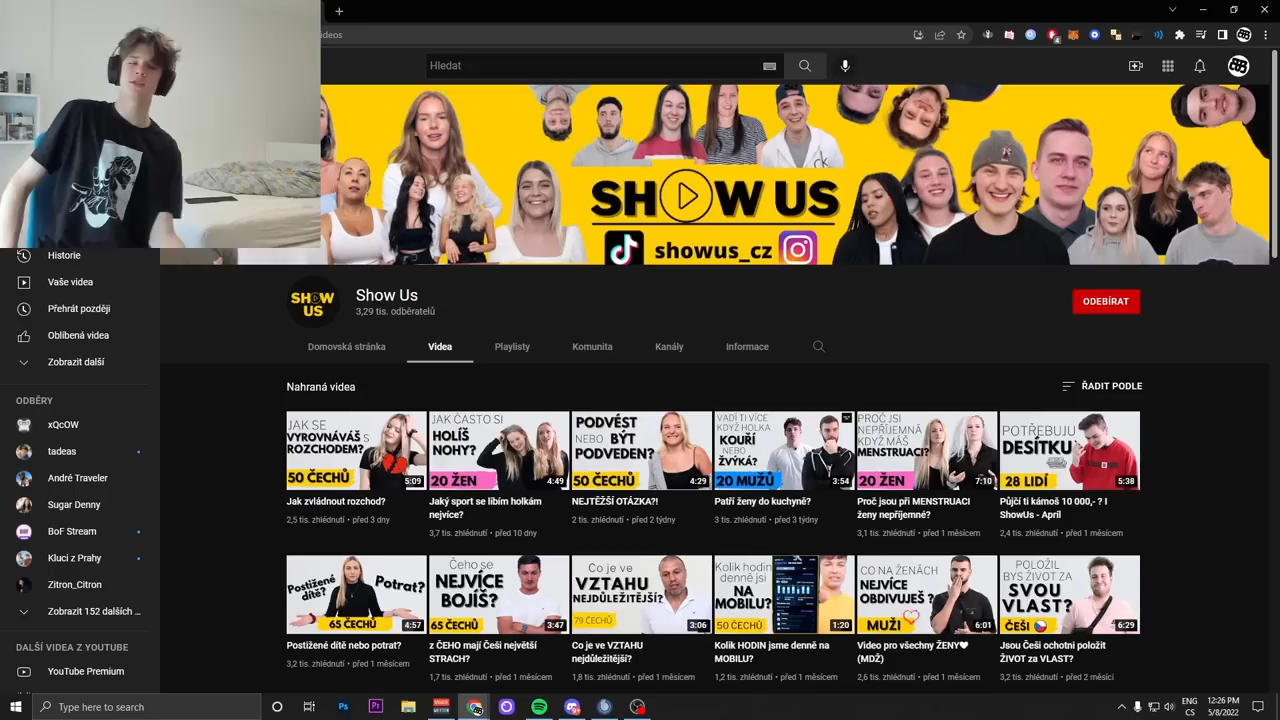 ideos
Hledat
SHOW US
showus_cz
Historie
Vaše videa
Přehrát později
Oblíbená videa
Zobrazit další
ODBĚRY
xQcOW
tadeas
André Traveler
Sugar Denny
BoF Stream
Kluci z Prahy
Zitron_Citron
Zobrazit 152 dalších ...
DALŠÍ VIDEA Z YOUTUBE
YouTube Premium
SHOW
US
Show Us
3,29 tis. odběratelů
ODEBÍRAT
Domovská stránka
Videa
Playlisty
Komunita
Kanály
Informace
Nahraná videa
ŘADIT PODLE
JAK SE
VYROVNÁVÁŠ S
ROZCHODEM?
50 ČECHŮ
5:09
Jak zvládnout rozchod?
2,5 tis. zhlédnutí • před 3 dny
JAK ČASTO SI
HOLÍŠ
NOHY?
20 ŽEN
4:49
Jaký sport se líbím holkám
nejvíce?
3,7 tis. zhlédnutí • před 10 dny
PODVÉST
NEBO BÝT
PODVEDEN?
50 ČECHŮ
4:29
NEJTĚŽŠÍ OTÁZKA?!
2 tis. zhlédnutí • před 2 týdny
VADÍ TI VÍCE
KDYŽ HOLKA
KOUŘÍ
NEBO
ŽVÝKÁ?
20 MUŽŮ
3:54
Patří ženy do kuchyně?
3 tis. zhlédnutí • před 3 týdny
PROČ JSI
NEPŘÍJEMNÁ
KDYŽ MÁŠ
MENSTRUACI?
20 ŽEN
7:10
Proč jsou při MENSTRUACI
ženy nepříjemné?
3,1 tis. zhlédnutí • před 1 měsícem
POTŘEBUJU
DESÍTKU
28 LIDÍ
5:38
Půjčí ti kámoš 10 000,- ? I
ShowUs - Apríl
2,4 tis. zhlédnutí • před 1 měsícem
Postižené
dítě?
Potrat?
65 ČECHŮ
4:57
Postižené dítě nebo potrat?
3,2 tis. zhlédnutí • před 1 měsícem
Čeho se
NEJVÍCE
BOJÍŠ?
65 ČECHŮ
3:47
z ČEHO mají Češi největší
STRACH?
1,7 tis. zhlédnutí • před 1 měsícem
Co je ve
VZTAHU
NEJDŮLEŽITĚJŠÍ?
79 ČECHŮ
3:06
Co je ve VZTAHU
nejdůležitější?
1,8 tis. zhlédnutí • před 1 měsícem
Kolik hodin
denně jsi
NA
MOBILU?
50 ČECHŮ
1:20
Kolik HODIN jsme denně na
MOBILU?
1,2 tis. zhlédnutí • před 1 měsícem
CO NA ŽENÁCH
NEJVÍCE
OBDIVUJEŠ ?
MUŽI
6:01
Video pro všechny ŽENY♥
(MDŽ)
2,6 tis. zhlédnutí • před 1 měsícem
POLOŽIL
BYS ŽIVOT ZA
SVOU
VLAST?
ČEŠI
6:29
Jsou Češi ochotni položit
ŽIVOT za VLAST?
3,2 tis. zhlédnutí • před 2 měsíci
Type here to search
Ps
Pr
ENG
CS
12:26 PM
5/8/2022